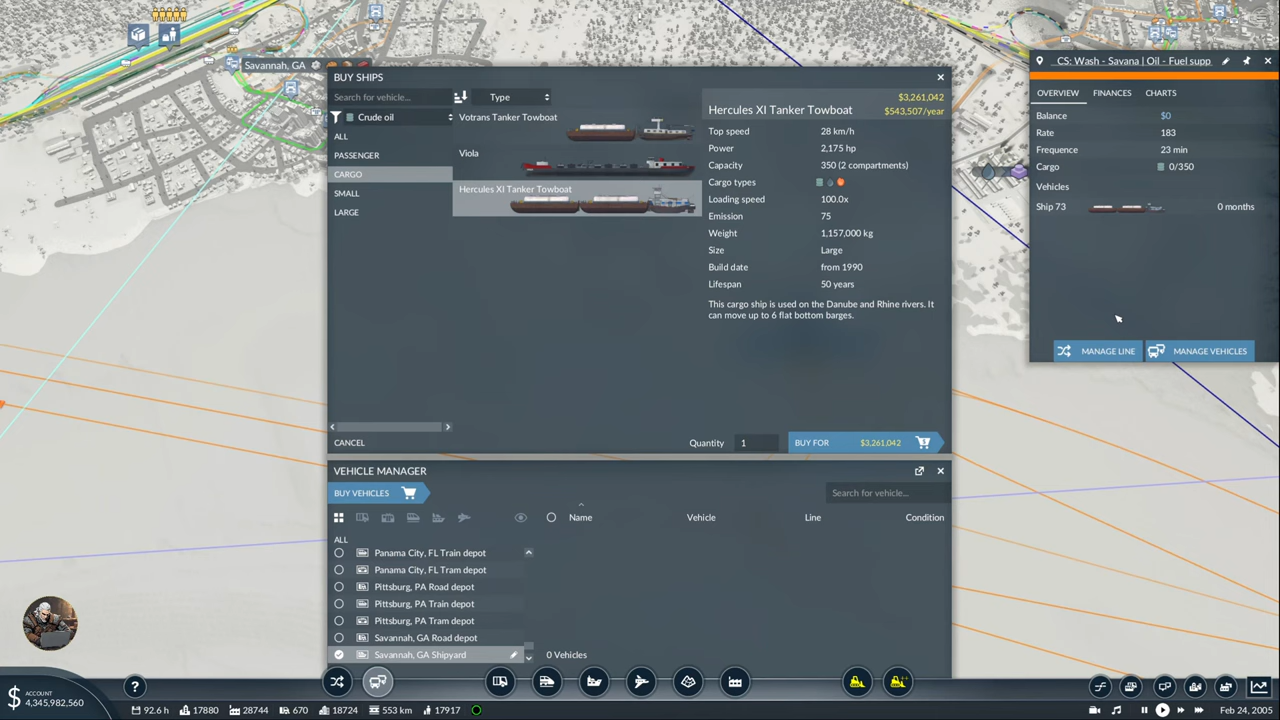 Savannah, GA
BUY SHIPS
Search for vehicle...
Type
Crude oil
ALL
PASSENGER
CARGO
SMALL
LARGE
Votrans Tanker Towboat
Viola
Hercules XI Tanker Towboat
$3,261,042
Hercules XI Tanker Towboat
$543,507/year
Top speed 28 km/h
Power 2,175 hp
Capacity 350 (2 compartments)
Cargo types
Loading speed 100.0x
Emission 75
Weight 1,157,000 kg
Size Large
Build date from 1990
Lifespan 50 years
This cargo ship is used on the Danube and Rhine rivers. It
can move up to 6 flat bottom barges.
CANCEL
Quantity 1
BUY FOR $3,261,042
CS: Wash - Savana | Oil - Fuel supp
OVERVIEW FINANCES CHARTS
Balance $0
Rate 183
Frequency 23 min
Cargo 0/350
Vehicles
Ship 73 0 months
MANAGE LINE MANAGE VEHICLES
VEHICLE MANAGER
BUY VEHICLES
Search for vehicle...
Name Vehicle Line Condition
ALL
Panama City, FL Train depot
Panama City, FL Tram depot
Pittsburg, PA Road depot
Pittsburg, PA Train depot
Pittsburg, PA Tram depot
Savannah, GA Road depot
Savannah, GA Shipyard 0 Vehicles
$ ACCOUNT
4,345,982,560
?
92.6 h 17880 28744 670 18724 553 km 17917
Feb 24, 2005